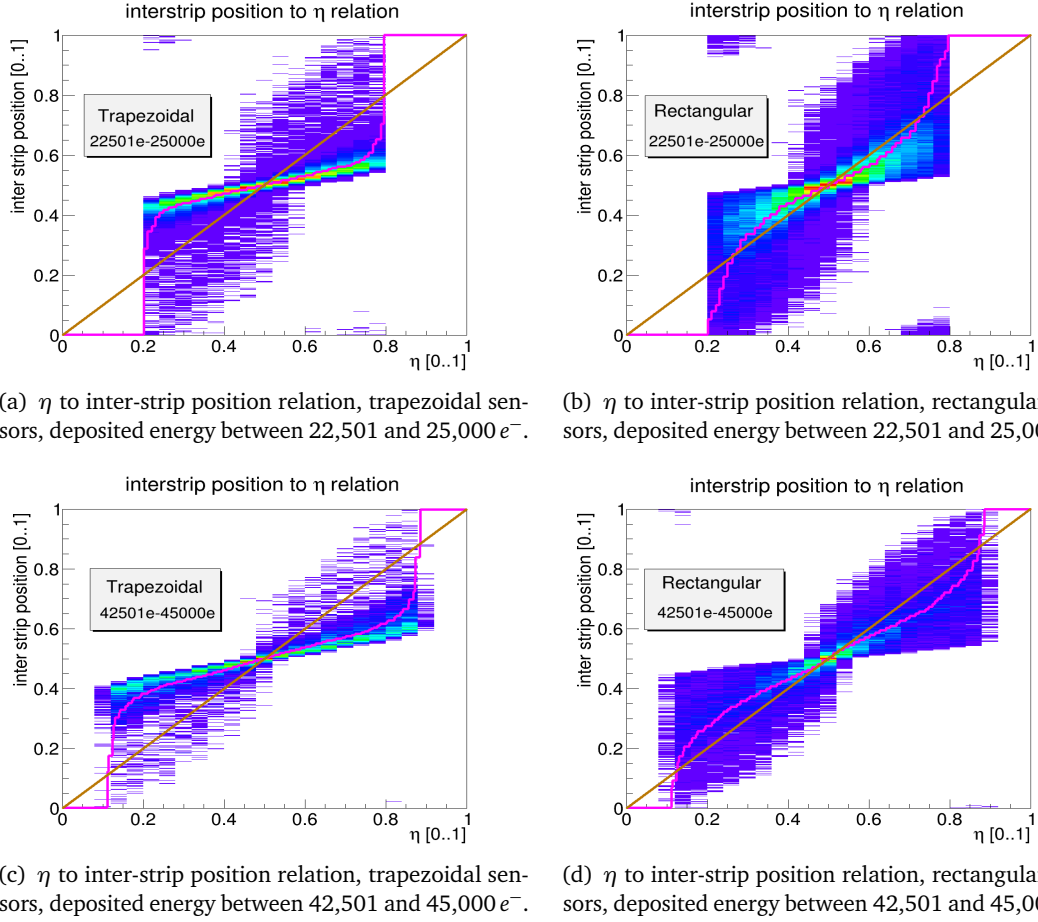 interstrip position to η relation
inter strip position [0..1]
1
0.8
0.6
0.4
0.2
0
Trapezoidal
22501e-25000e
0 0.2 0.4 0.6 0.8 1
η [0..1]
interstrip position to η relation
inter strip position [0..1]
1
0.8
0.6
0.4
0.2
0
Rectangular
22501e-25000e
0 0.2 0.4 0.6 0.8 1
η [0..1]
(a) η to inter-strip position relation, trapezoidal sen-
sors, deposited energy between 22,501 and 25,000 e⁻.
(b) η to inter-strip position relation, rectangular
sors, deposited energy between 22,501 and 25,00
interstrip position to η relation
inter strip position [0..1]
1
0.8
0.6
0.4
0.2
0
Trapezoidal
42501e-45000e
0 0.2 0.4 0.6 0.8 1
η [0..1]
interstrip position to η relation
inter strip position [0..1]
1
0.8
0.6
0.4
0.2
0
Rectangular
42501e-45000e
0 0.2 0.4 0.6 0.8 1
η [0..1]
(c) η to inter-strip position relation, trapezoidal sen-
sors, deposited energy between 42,501 and 45,000 e⁻.
(d) η to inter-strip position relation, rectangular
sors, deposited energy between 42,501 and 45,00